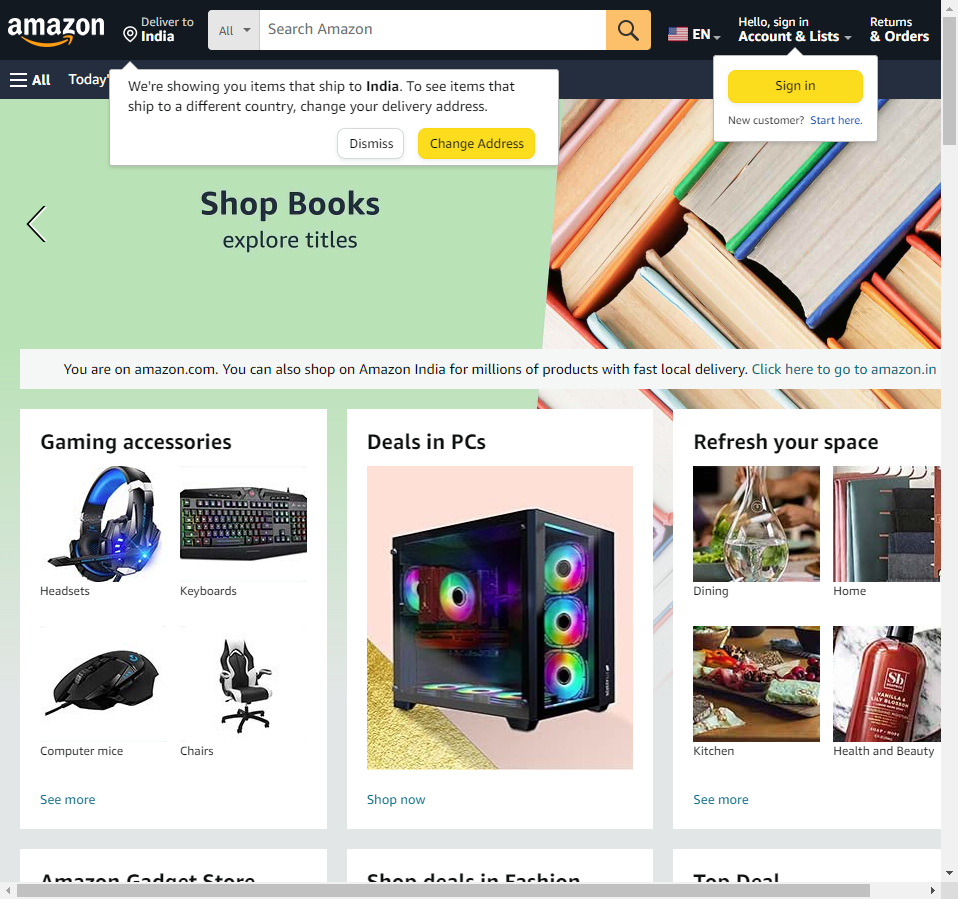 amazon
Deliver to
India
All
Search Amazon
EN
Hello, sign in
Account & Lists
Returns
& Orders
All
Today'
We're showing you items that ship to India. To see items that
ship to a different country, change your delivery address.
Dismiss
Change Address
Sign in
New customer? Start here.
Shop Books
explore titles
You are on amazon.com. You can also shop on Amazon India for millions of products with fast local delivery. Click here to go to amazon.in
Gaming accessories
Headsets
Keyboards
Computer mice
Chairs
See more
Deals in PCs
Shop now
Refresh your space
Dining
Home
Kitchen
Sb
VANILLA &
LILY BLOSSOM
Health and Beauty
See more
Amazon Gadget Store
Shop deals in Fashion
Top Deal